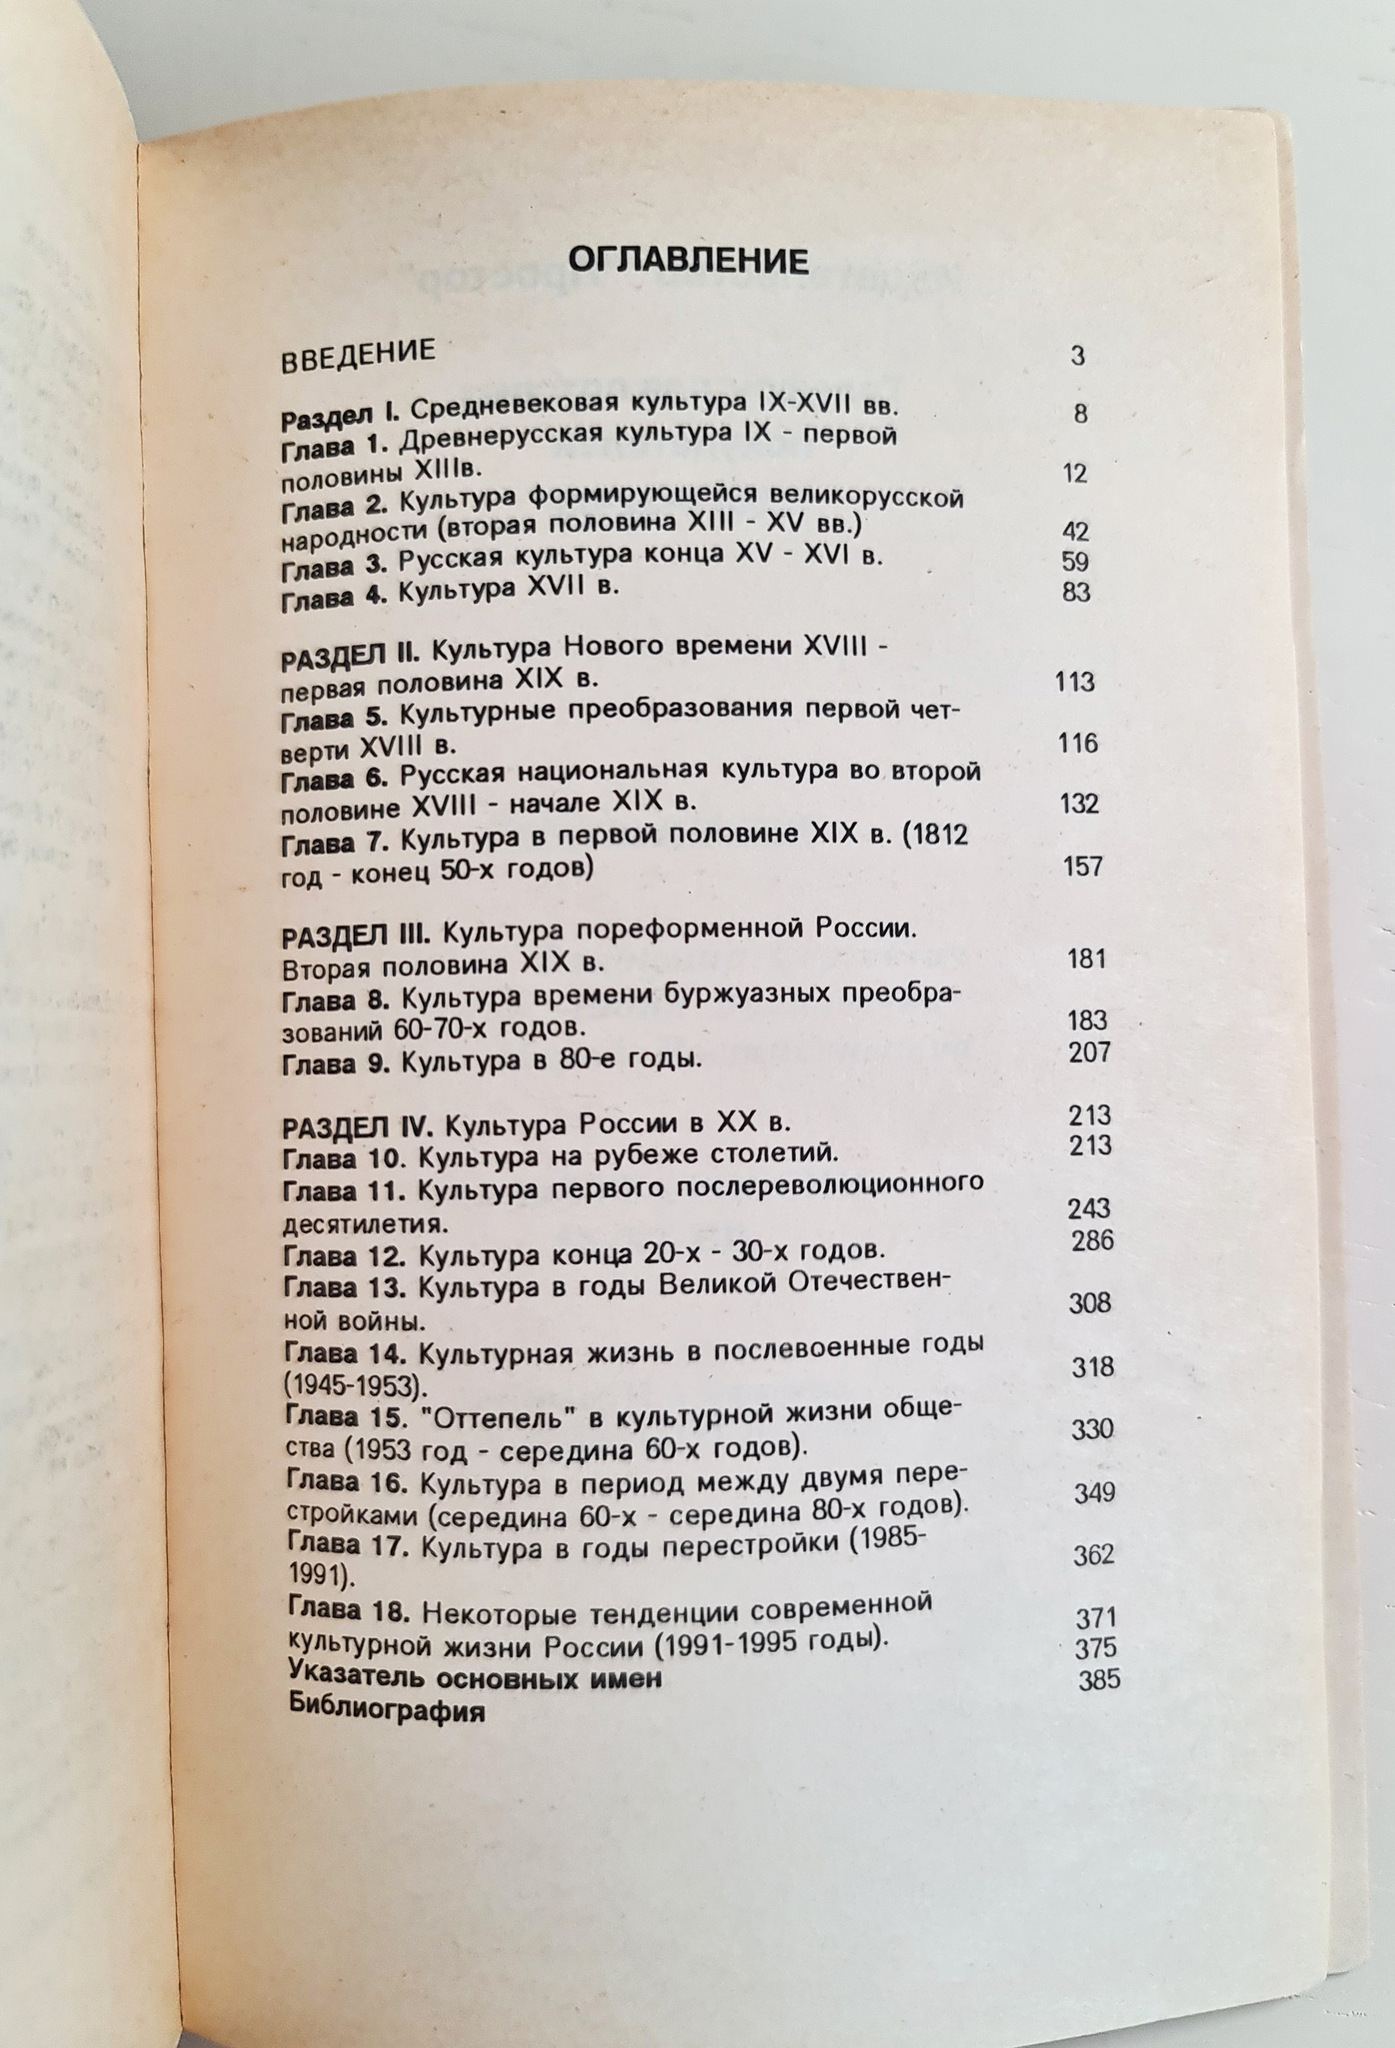 ОГЛАВЛЕНИЕ
ВВЕДЕНИЕ 3
Раздел I. Средневековая культура IX-XVII вв. 8
Глава 1. Древнерусская культура IX - первой
половины XIIIв. 12
Глава 2. Культура формирующейся великорусской
народности (вторая половина XIII - XV вв.) 42
Глава 3. Русская культура конца XV - XVI в. 59
Глава 4. Культура XVII в. 83
РАЗДЕЛ II. Культура Нового времени XVIII -
первая половина XIX в. 113
Глава 5. Культурные преобразования первой чет-
верти XVIII в. 116
Глава 6. Русская национальная культура во второй
половине XVIII - начале XIX в. 132
Глава 7. Культура в первой половине XIX в. (1812
год - конец 50-х годов) 157
РАЗДЕЛ III. Культура пореформенной России.
Вторая половина XIX в. 181
Глава 8. Культура времени буржуазных преобра-
зований 60-70-х годов. 183
Глава 9. Культура в 80-е годы. 207
РАЗДЕЛ IV. Культура России в XX в. 213
Глава 10. Культура на рубеже столетий. 213
Глава 11. Культура первого послереволюционного
десятилетия. 243
Глава 12. Культура конца 20-х - 30-х годов. 286
Глава 13. Культура в годы Великой Отечествен-
ной войны. 308
Глава 14. Культурная жизнь в послевоенные годы
(1945-1953). 318
Глава 15. "Оттепель" в культурной жизни обще-
ства (1953 год - середина 60-х годов). 330
Глава 16. Культура в период между двумя пере-
стройками (середина 60-х - середина 80-х годов). 349
Глава 17. Культура в годы перестройки (1985-
1991). 362
Глава 18. Некоторые тенденции современной
культурной жизни России (1991-1995 годы). 371
Указатель основных имен 375
Библиография 385